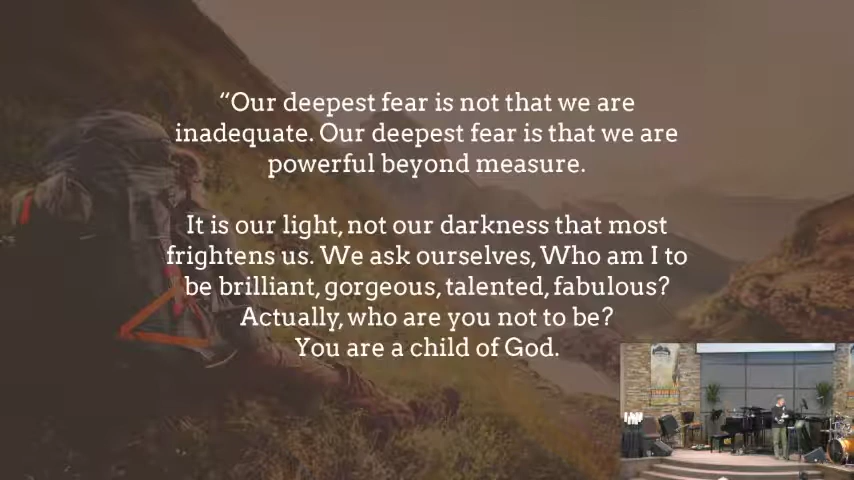 “Our deepest fear is not that we are
inadequate. Our deepest fear is that we are
powerful beyond measure.
It is our light, not our darkness that most
frightens us. We ask ourselves, Who am I to
be brilliant, gorgeous, talented, fabulous?
Actually, who are you not to be?
You are a child of God.